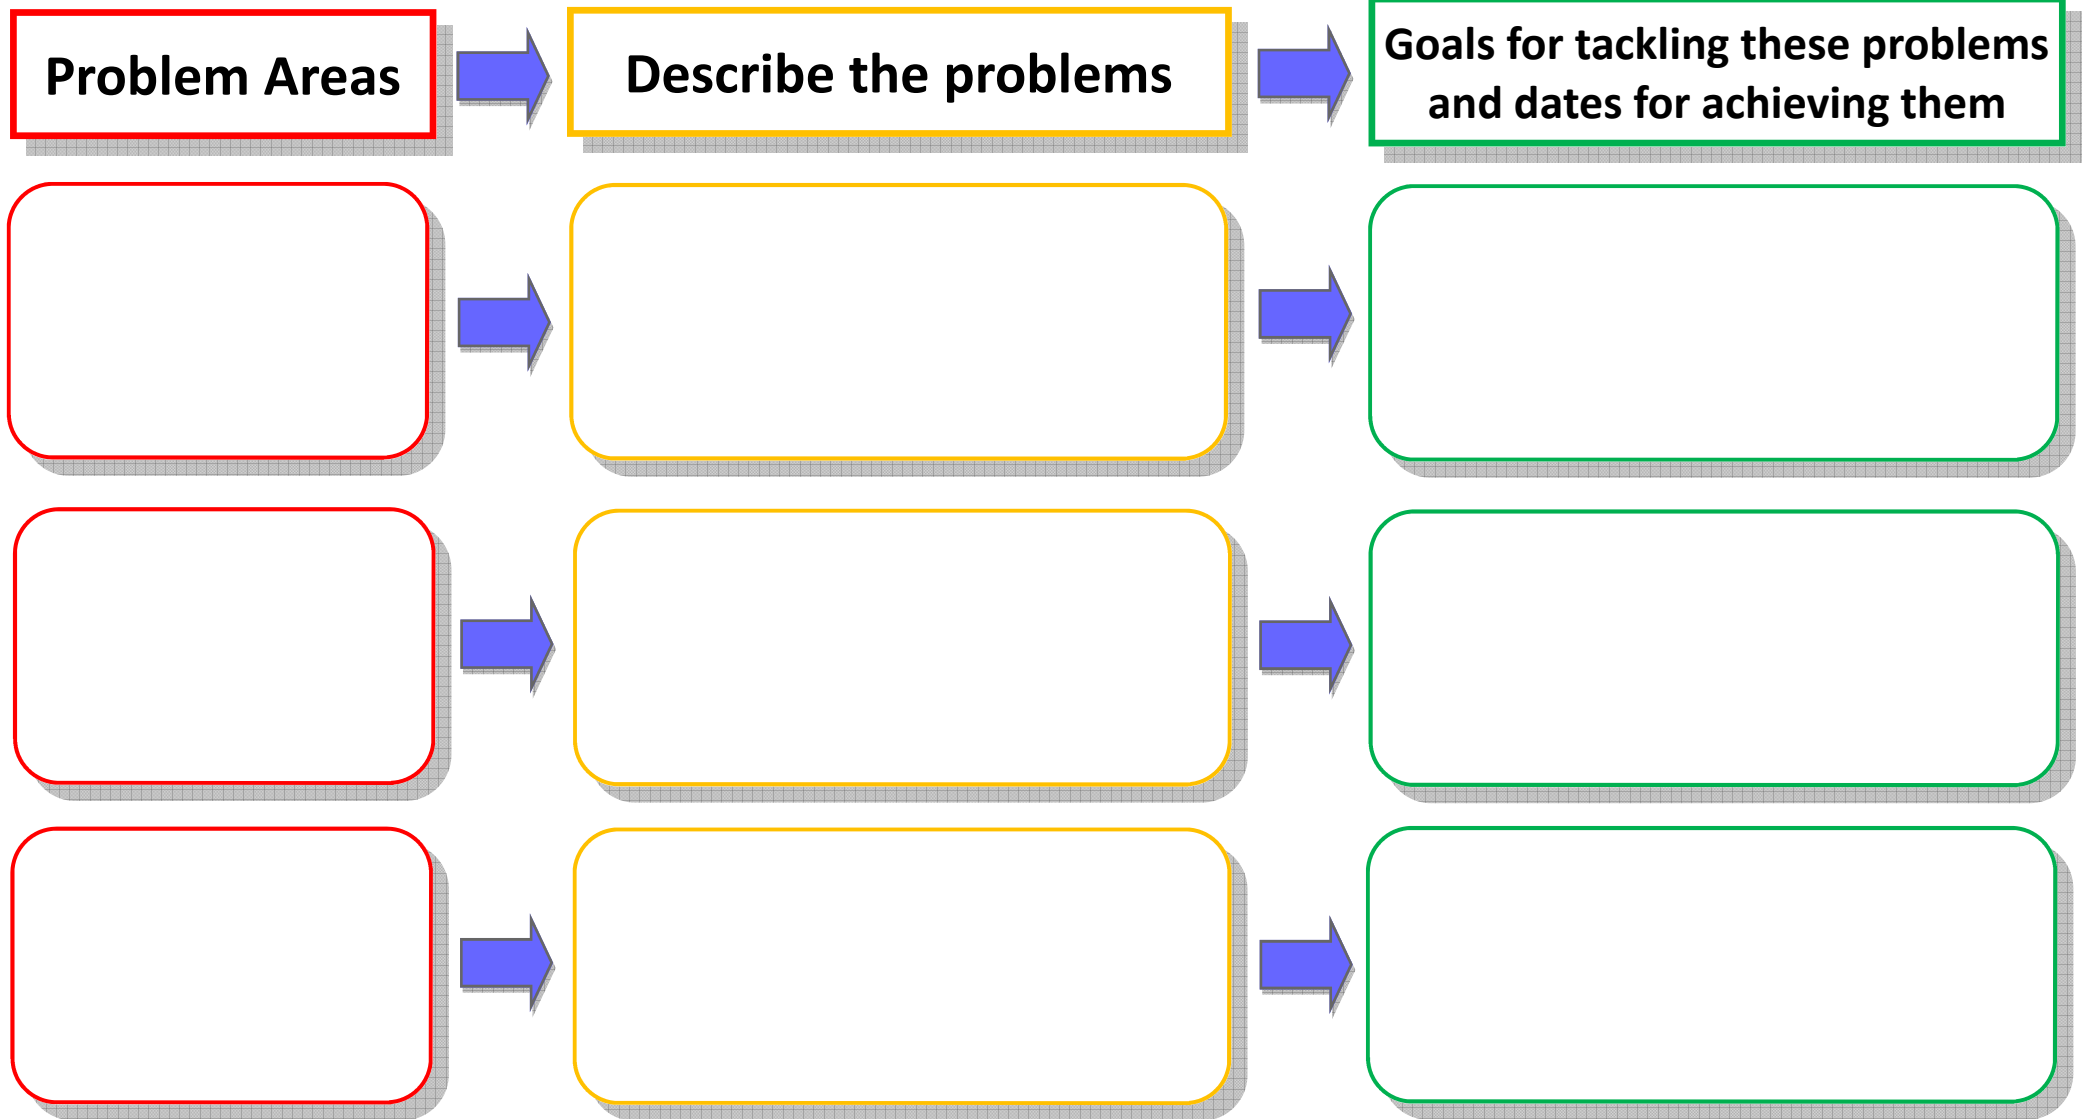 Problem Areas
Describe the problems
Goals for tackling these problems
and dates for achieving them